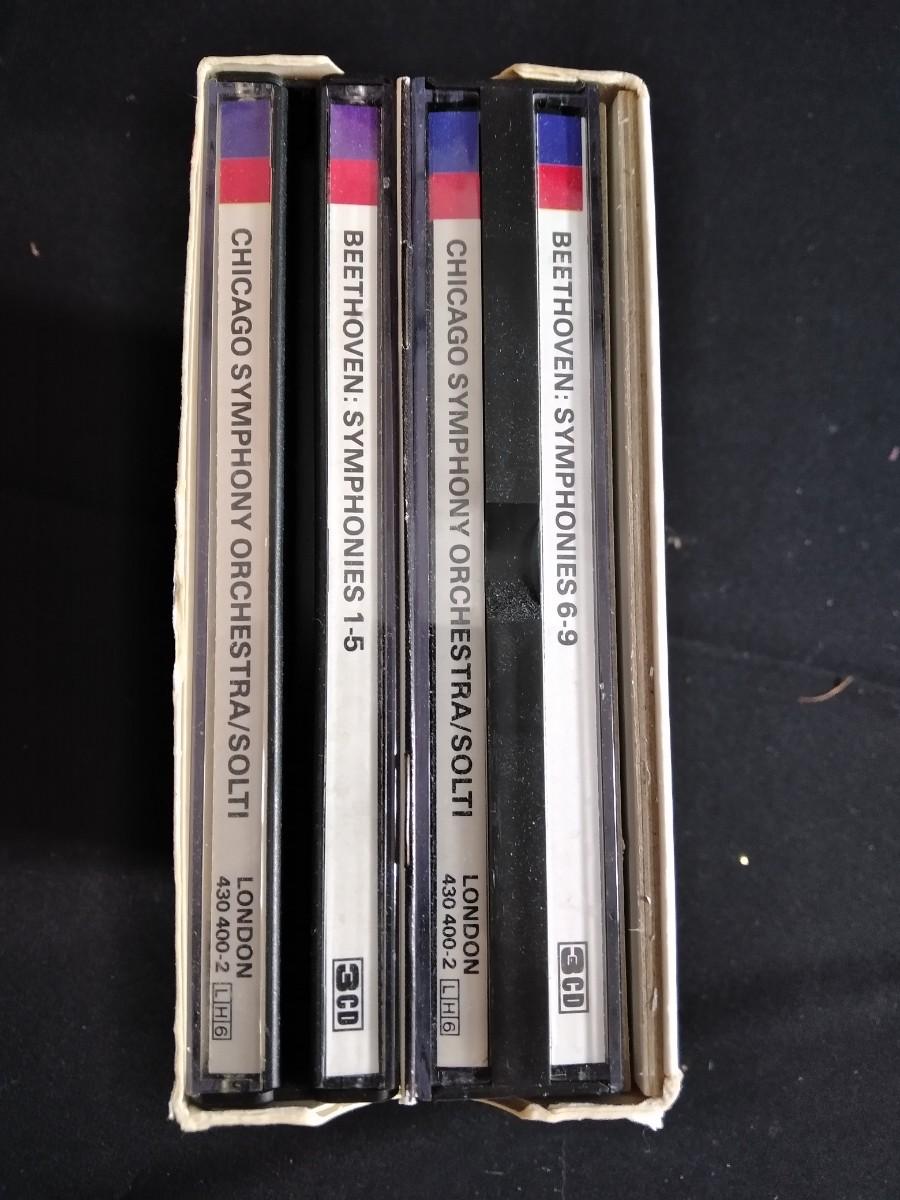 CHICAGO SYMPHONY ORCHESTRA/SOLTI
LONDON
430 400-2 LH6
BEETHOVEN: SYMPHONIES 1-5
3CD
CHICAGO SYMPHONY ORCHESTRA/SOLTI
LONDON
430 400-2 LH6
BEETHOVEN: SYMPHONIES 6-9
3CD